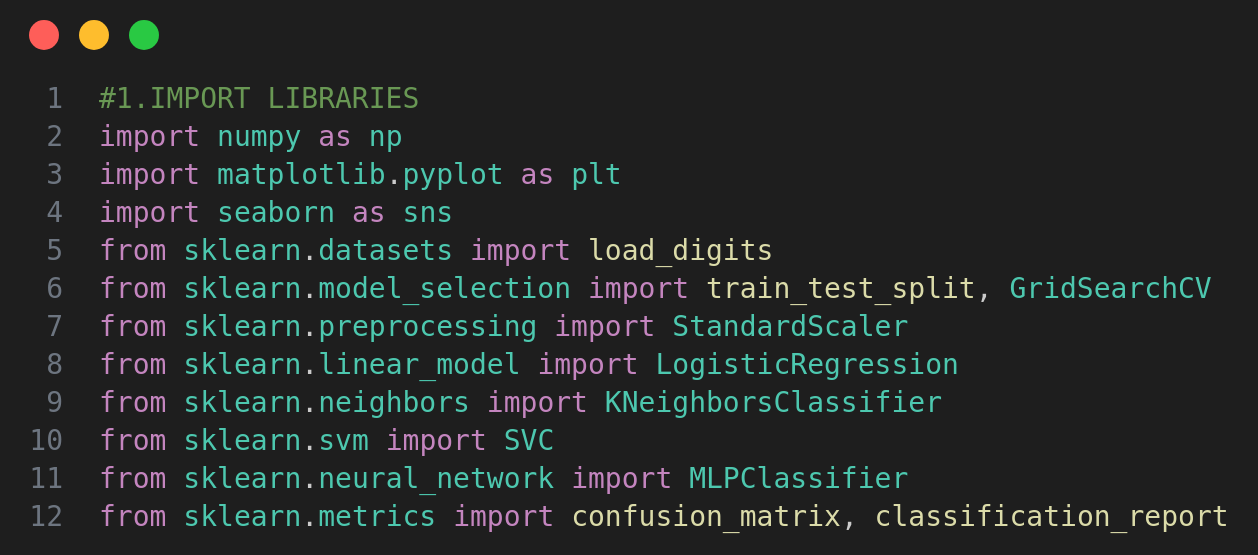 1 #1.IMPORT LIBRARIES
2 import numpy as np
3 import matplotlib.pyplot as plt
4 import seaborn as sns
5 from sklearn.datasets import load_digits
6 from sklearn.model_selection import train_test_split, GridSearchCV
7 from sklearn.preprocessing import StandardScaler
8 from sklearn.linear_model import LogisticRegression
9 from sklearn.neighbors import KNeighborsClassifier
10 from sklearn.svm import SVC
11 from sklearn.neural_network import MLPClassifier
12 from sklearn.metrics import confusion_matrix, classification_report